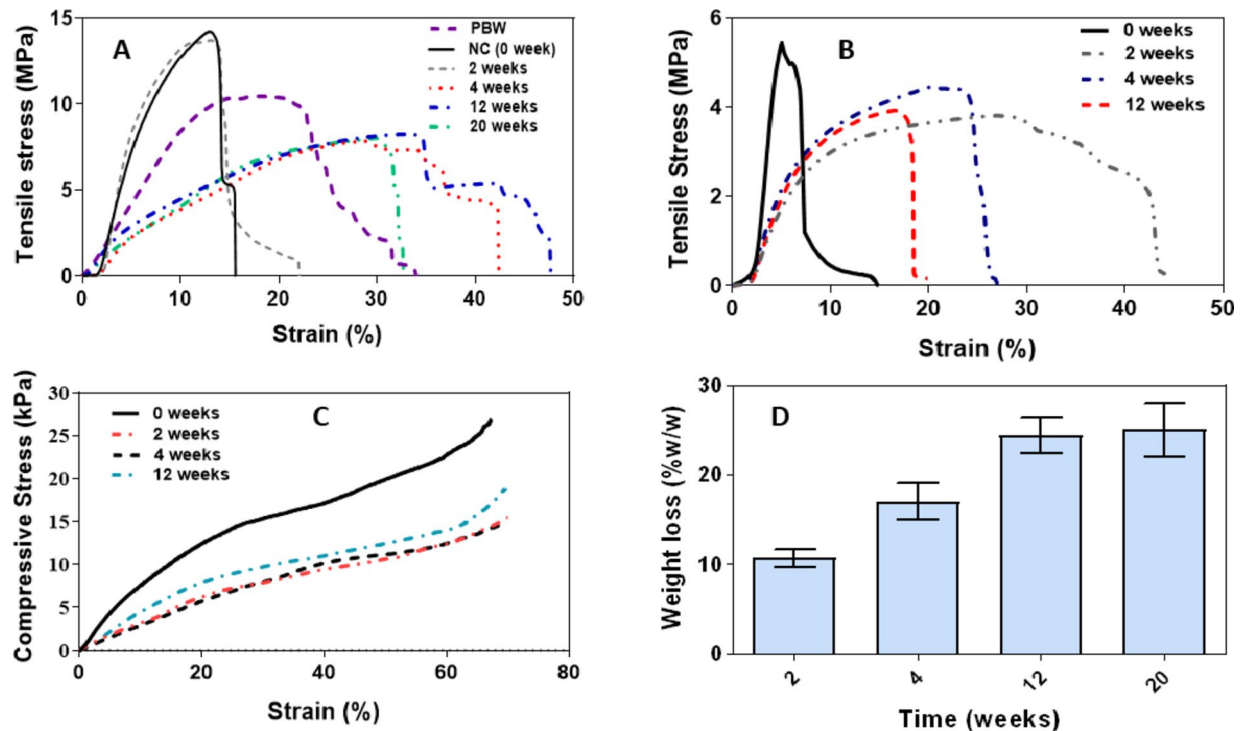 A
Tensile stress (MPa)
15
10
5
0
0 10 20 30 40 50
Strain (%)
PBW
NC (0 week)
2 weeks
4 weeks
12 weeks
20 weeks
B
Tensile Stress (MPa)
6
4
2
0
0 10 20 30 40 50
Strain (%)
0 weeks
2 weeks
4 weeks
12 weeks
C
Compressive Stress (kPa)
30
25
20
15
10
5
0
0 20 40 60 80
Strain (%)
0 weeks
2 weeks
4 weeks
12 weeks
D
Weight loss (%w/w)
30
20
10
0
2 4 12 20
Time (weeks)